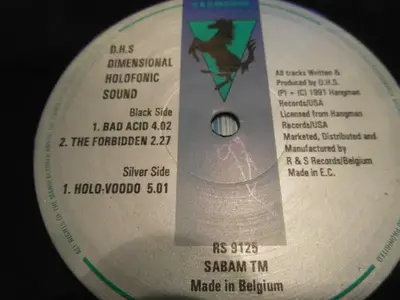 D.H.S
DIMENSIONAL
HOLOFONIC
SOUND
Black Side
1. BAD ACID 4.02
2. THE FORBIDDEN 2.27
Silver Side
1. HOLO-VOODO 5.01
All tracks Written &
Produced by D.H.S.
(P) + (C) 1991 Hangman
Records/USA
Licensed from Hangman
Records/USA
Marketed, Distributed and
Manufactured by
R & S Records/Belgium
Made in E.C.
RS 9125
SABAM TM
Made in Belgium